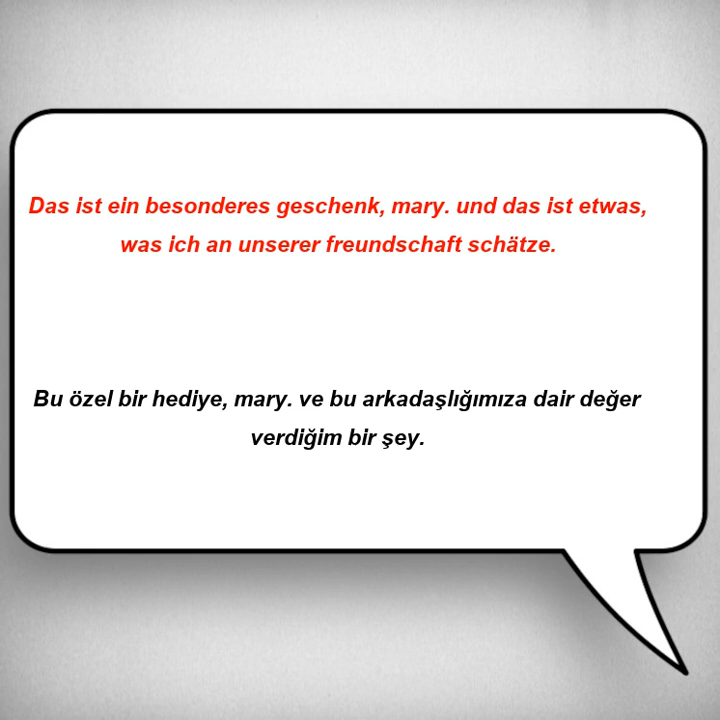 Das ist ein besonderes geschenk, mary. und das ist etwas,
was ich an unserer freundschaft schätze.
Bu özel bir hediye, mary. ve bu arkadaşlığımıza dair değer
verdiğim bir şey.